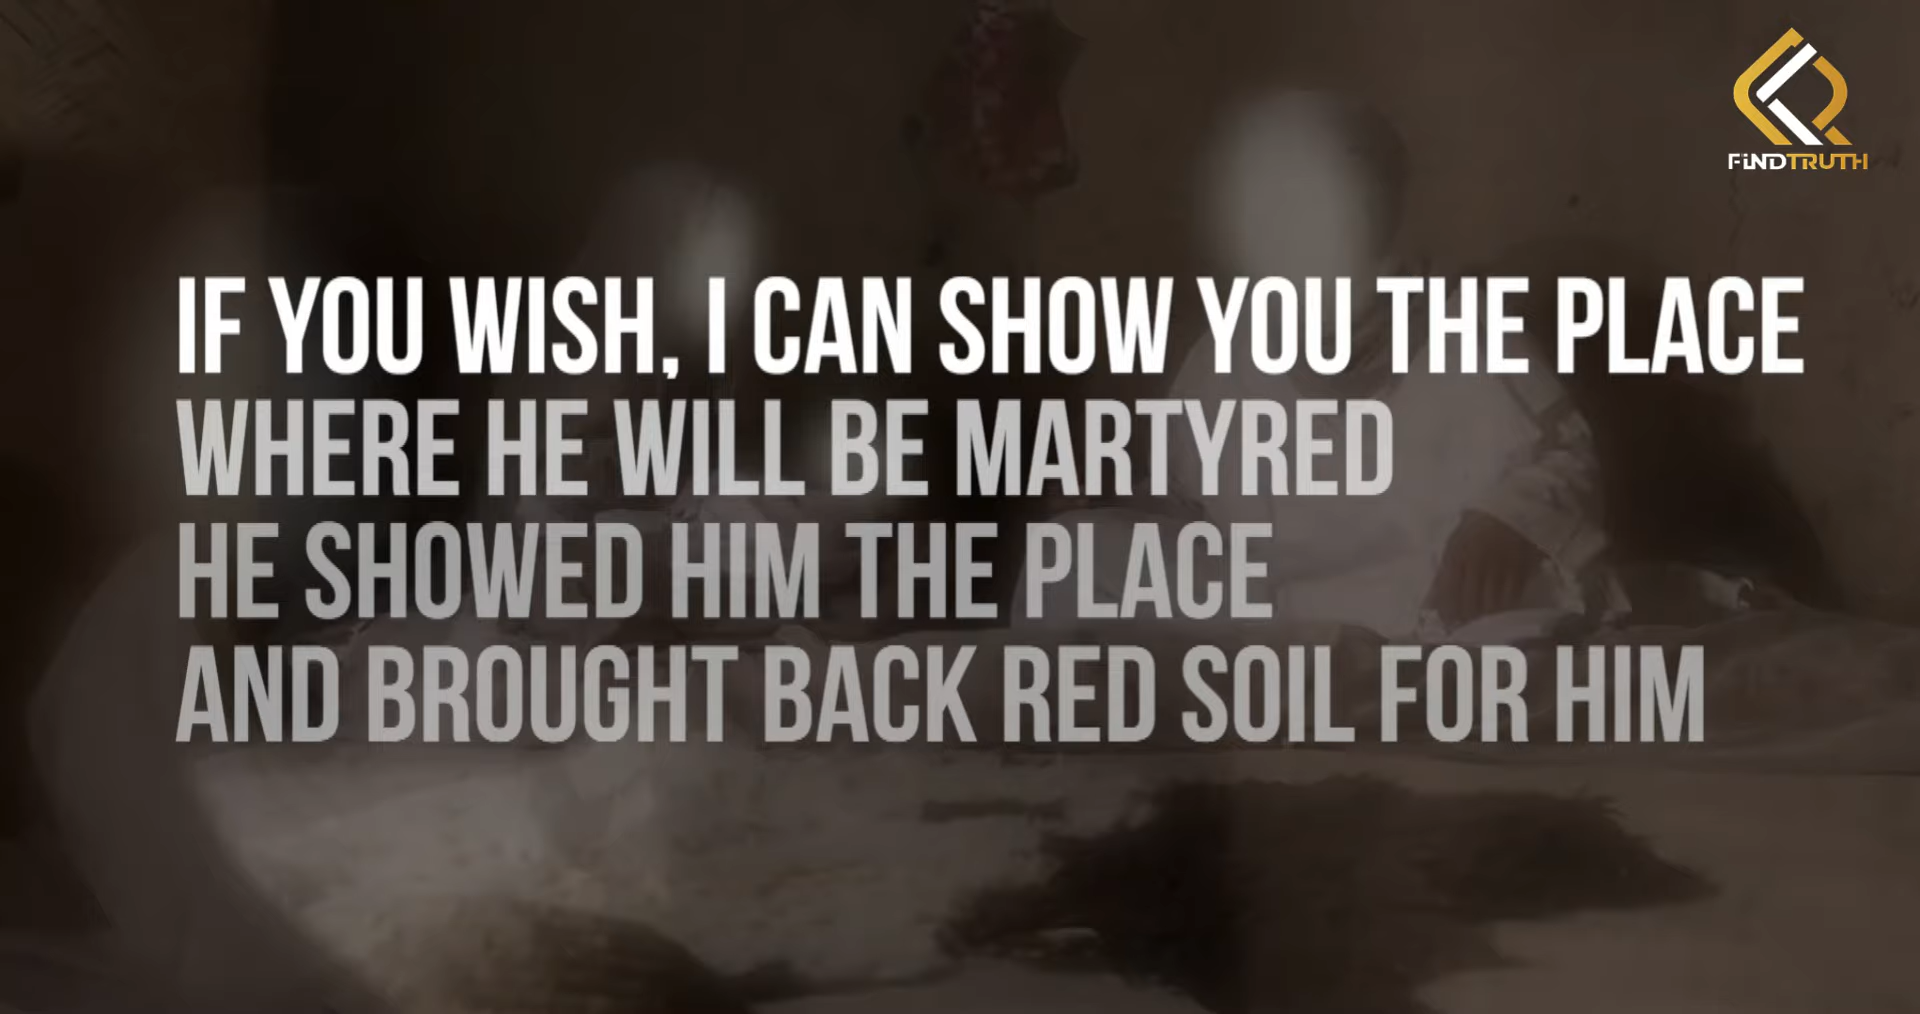 FiNDTRUTH
IF YOU WISH, I CAN SHOW YOU THE PLACE
WHERE HE WILL BE MARTYRED
HE SHOWED HIM THE PLACE
AND BROUGHT BACK RED SOIL FOR HIM